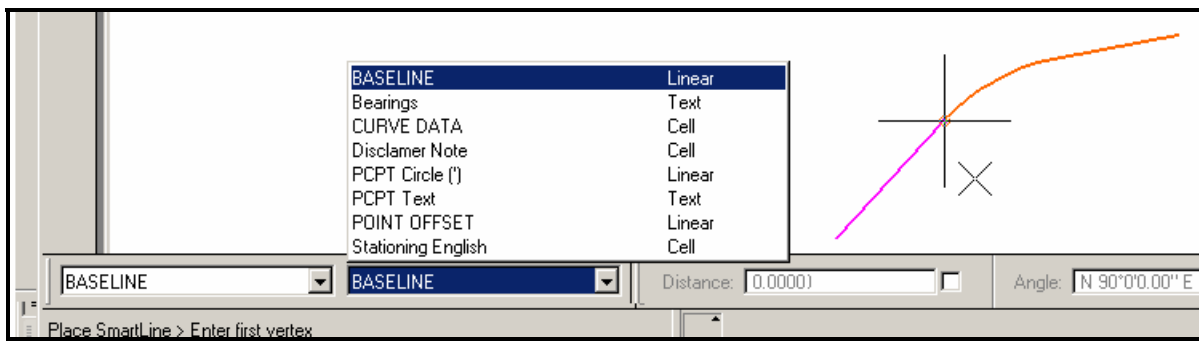 BASELINE Linear
Bearings Text
CURVE DATA Cell
Disclamer Note Cell
PCPT Circle (') Linear
PCPT Text Text
POINT OFFSET Linear
Stationing English Cell
BASELINE BASELINE Distance: 0.0000) Angle: N 90°0'0.00" E
Place SmartLine > Enter first vertex